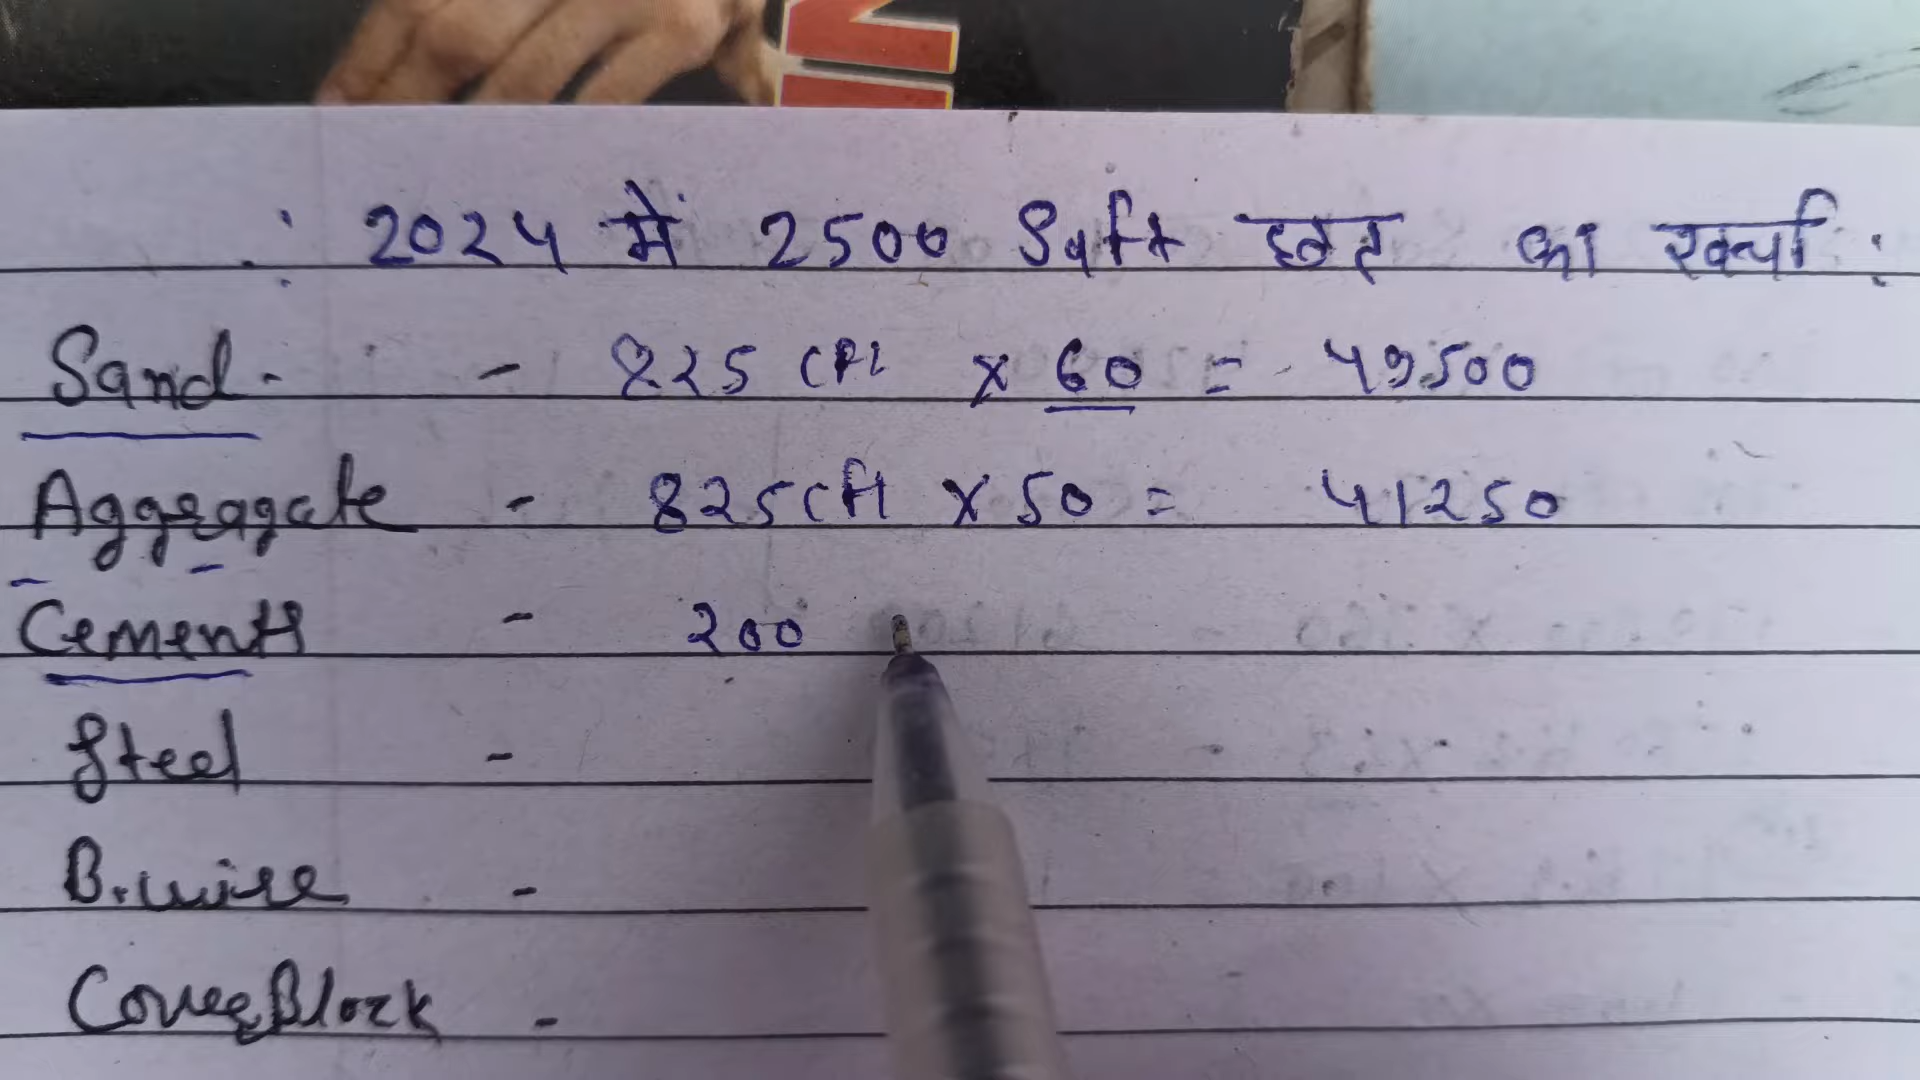 : 2024 में 2500 Sqft छत का खर्चा :
Sand. - 825 cft x 60 = 49500
Aggregate - 825 cft x 50 = 41250
Cement - 200
Steel -
B.wire -
Cover Block -